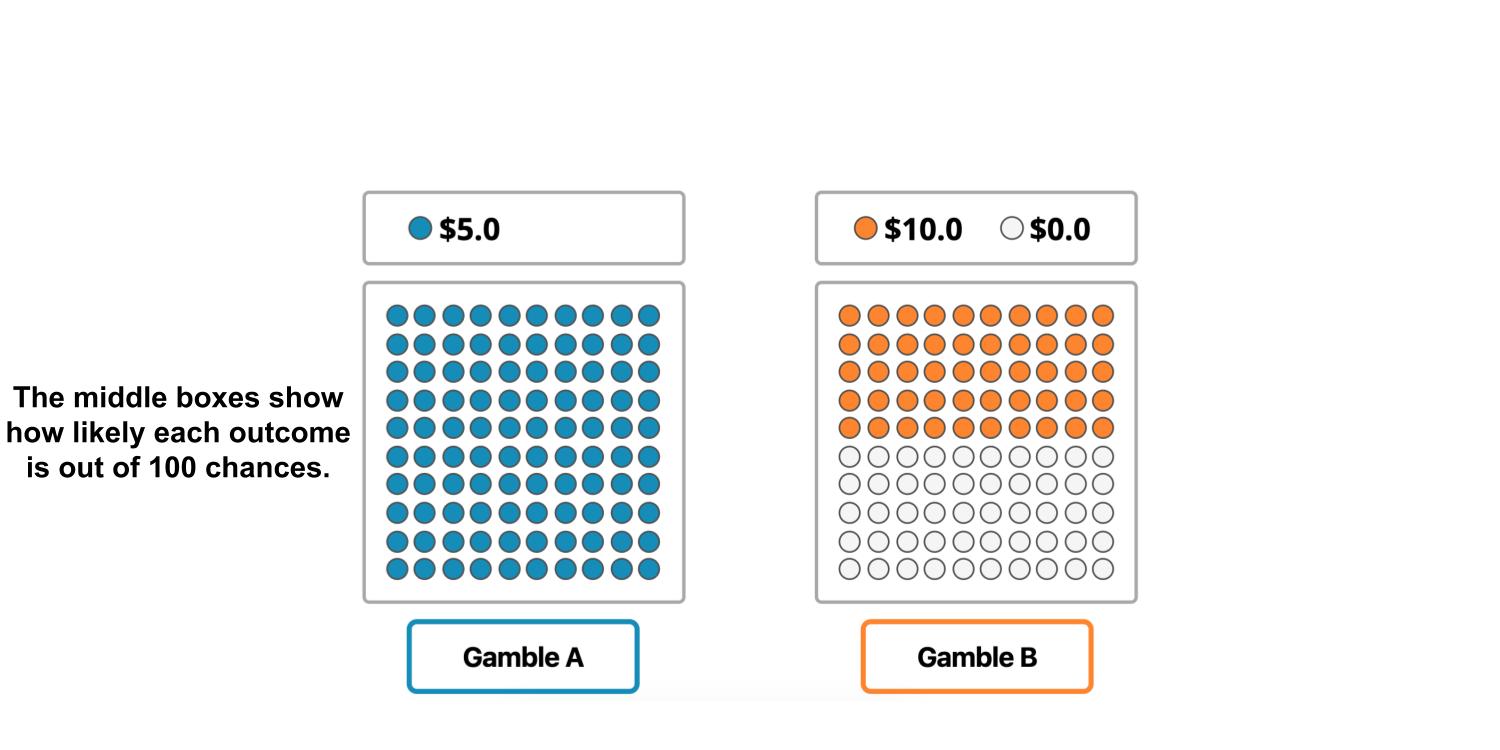 $5.0
$10.0 $0.0
The middle boxes show
how likely each outcome
is out of 100 chances.
Gamble A
Gamble B